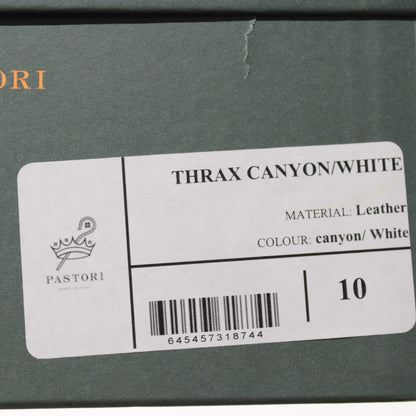 ORI
THRAX CANYON/WHITE
MATERIAL: Leather
COLOUR: canyon/ White
PASTORI
10
645457318744